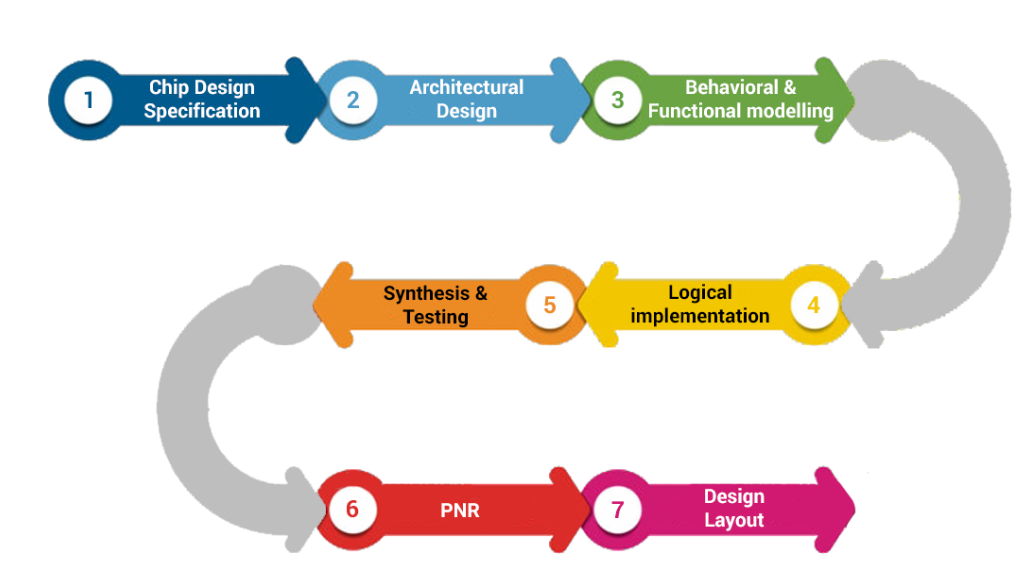 1
Chip Design
Specification
2
Architectural
Design
3
Behavioral &
Functional modelling
4
Logical
implementation
5
Synthesis &
Testing
6
PNR
7
Design
Layout